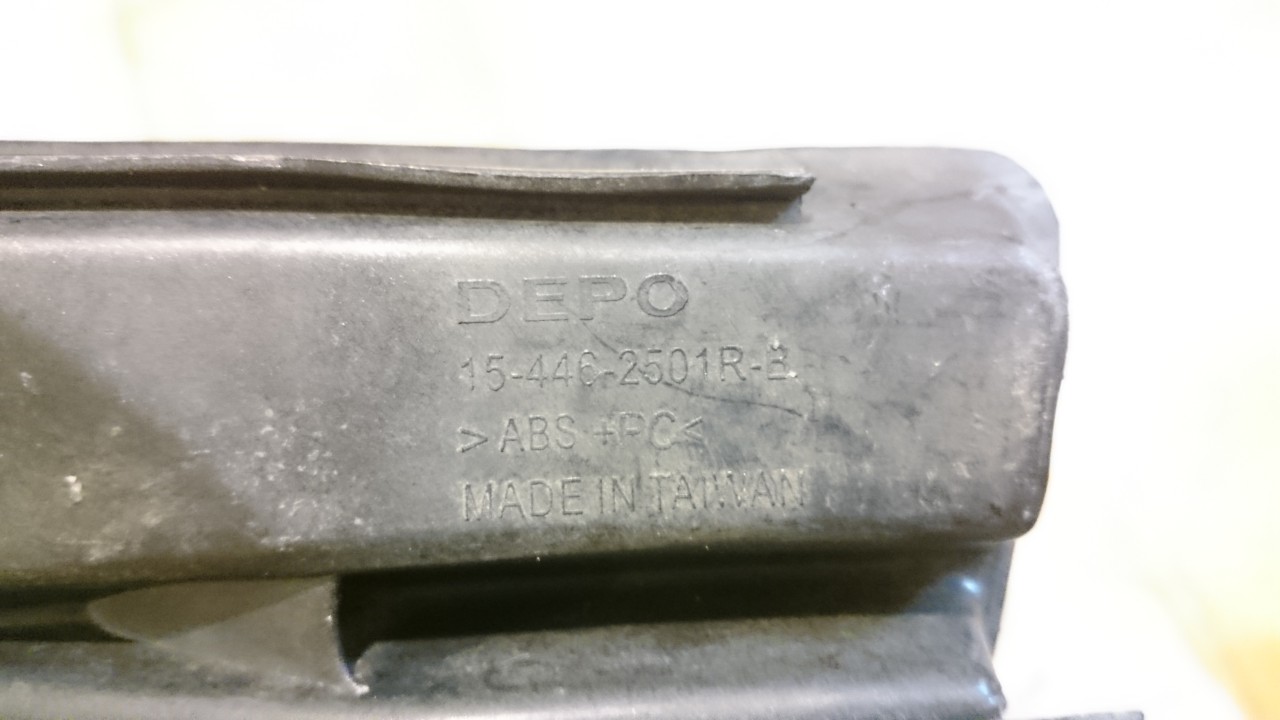 DEPO
15-446-2501R-B
>ABS+PC<
MADE IN TAIWAN